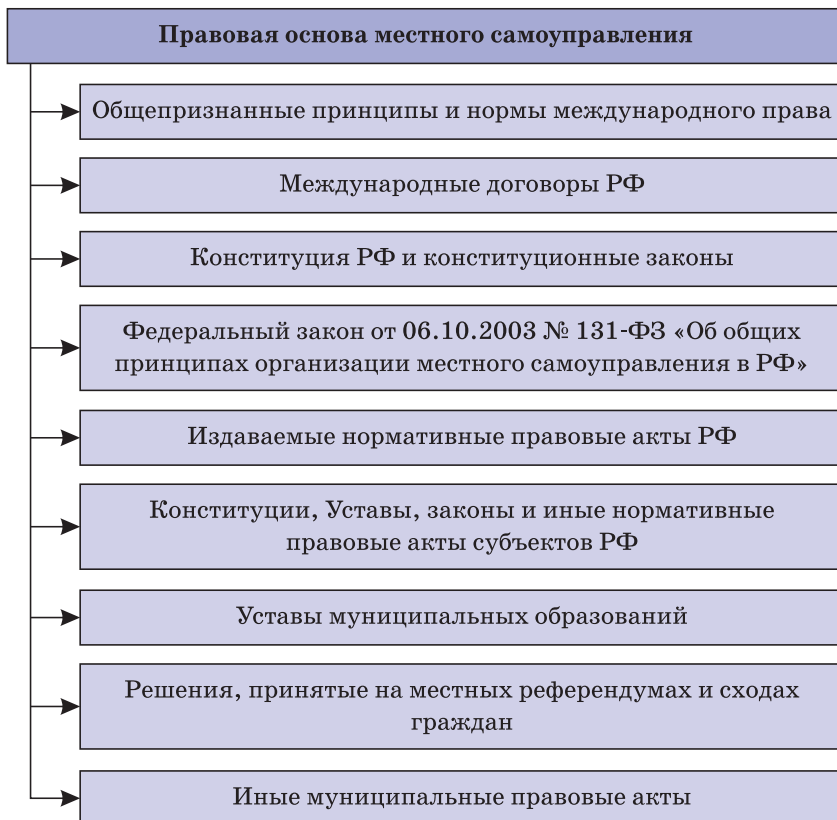 Правовая основа местного самоуправления
Общепризнанные принципы и нормы международного права
Международные договоры РФ
Конституция РФ и конституционные законы
Федеральный закон от 06.10.2003 № 131-ФЗ «Об общих
принципах организации местного самоуправления в РФ»
Издаваемые нормативные правовые акты РФ
Конституции, Уставы, законы и иные нормативные
правовые акты субъектов РФ
Уставы муниципальных образований
Решения, принятые на местных референдумах и сходах
граждан
Иные муниципальные правовые акты